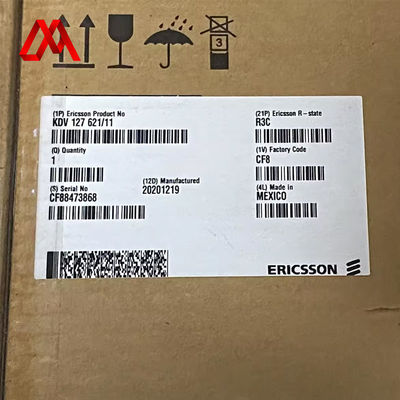 3
(1P) Ericsson Product No
KDV 127 621/11
(21P) Ericsson R-state
R3C
(Q) Quantity
1
(1V) Factory Code
CF8
(12D) Manufactured
20201219
(S) Serial No
CF88473868
(4L) Made in
MEXICO
ERICSSON